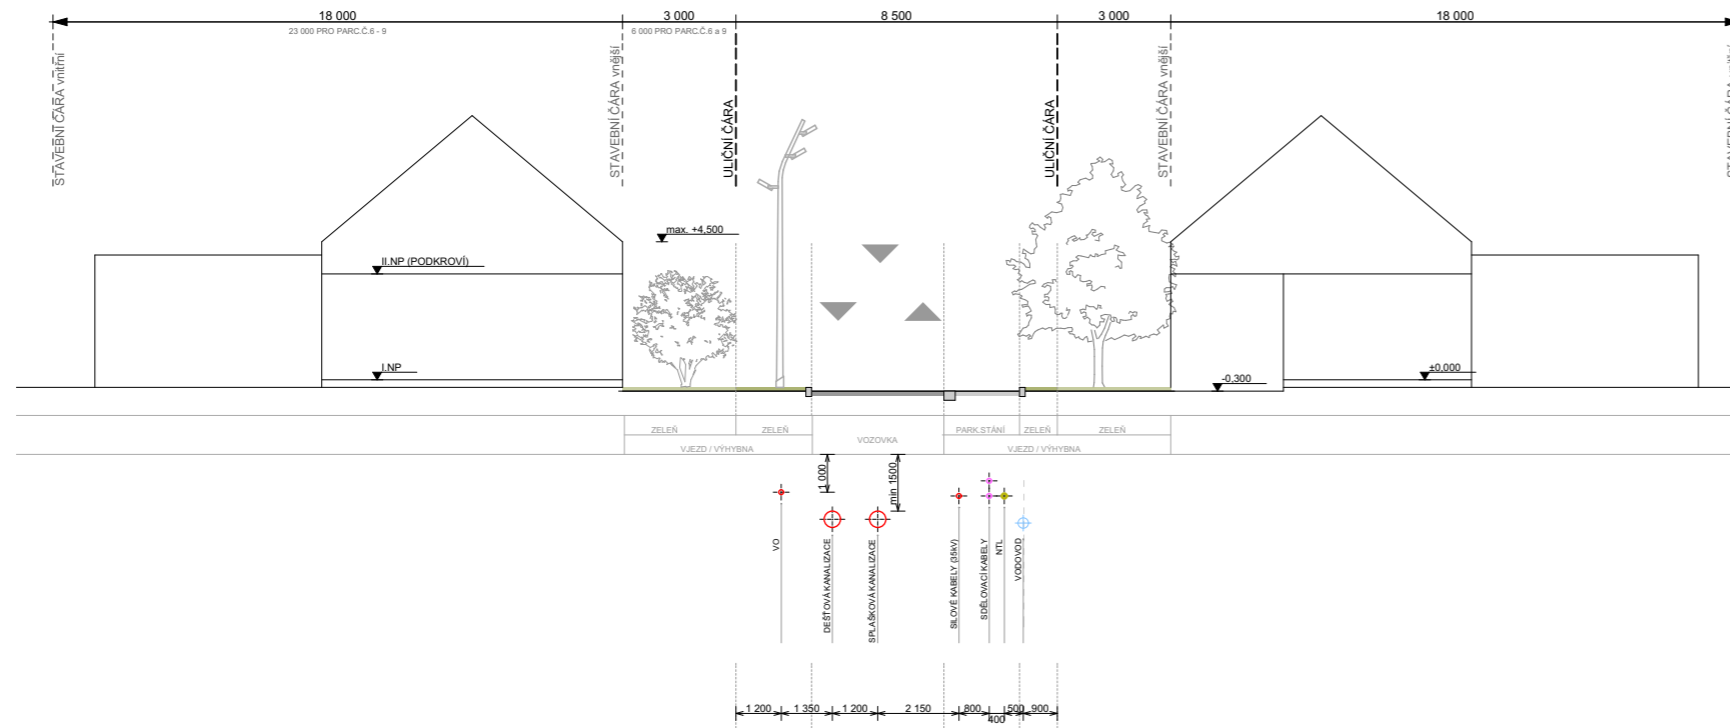 18 000
3 000
8 500
3 000
18 000
23 000 PRO PARC.Č.6 - 9
6 000 PRO PARC.Č.6 a 9
STAVEBNÍ ČÁRA vnitřní
STAVEBNÍ ČÁRA vnější
ULIČNÍ ČÁRA
ULIČNÍ ČÁRA
STAVEBNÍ ČÁRA vnější
STAVEBNÍ ČÁRA vnitřní
max. +4,500
II.NP (PODKROVÍ)
I.NP
±0,000
-0,300
ZELEŇ
ZELEŇ
VOZOVKA
PARK.STÁNÍ
ZELEŇ
ZELEŇ
VJEZD / VÝHYBNA
VJEZD / VÝHYBNA
1 000
min 1500
VO
DEŠŤOVÁ KANALIZACE
SPLAŠKOVÁ KANALIZACE
SILOVÉ KABELY (35kV)
SDĚLOVACÍ KABELY
NTL
VODOVOD
1 200
1 350
1 200
2 150
800
400
500
900